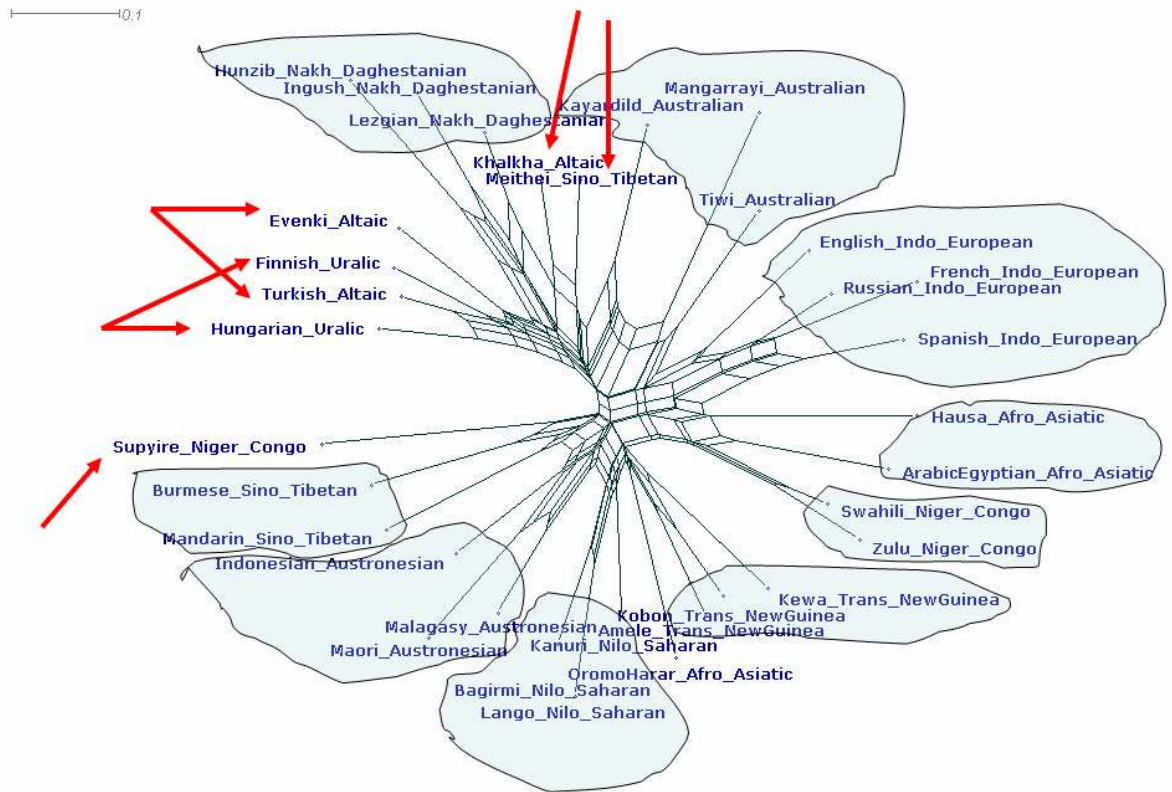 0.1
Hunzib_Nakh_Daghestanian
Ingush_Nakh_Daghestanian
Lezgian_Nakh_Daghestanian
Mangarrayi_Australian
Kayardild_Australian
Khalkha_Altaic
Meithei_Sino_Tibetan
Tiwi_Australian
Evenki_Altaic
Finnish_Uralic
Turkish_Altaic
Hungarian_Uralic
English_Indo_European
French_Indo_European
Russian_Indo_European
Spanish_Indo_European
Hausa_Afro_Asiatic
ArabicEgyptian_Afro_Asiatic
Supyire_Niger_Congo
Burmese_Sino_Tibetan
Mandarin_Sino_Tibetan
Swahili_Niger_Congo
Zulu_Niger_Congo
Indonesian_Austronesian
Malagasy_Austronesian
Maori_Austronesian
Kewa_Trans_NewGuinea
Kobon_Trans_NewGuinea
Amele_Trans_NewGuinea
Kanuri_Nilo_Saharan
OromoHarar_Afro_Asiatic
Bagirmi_Nilo_Saharan
Lango_Nilo_Saharan